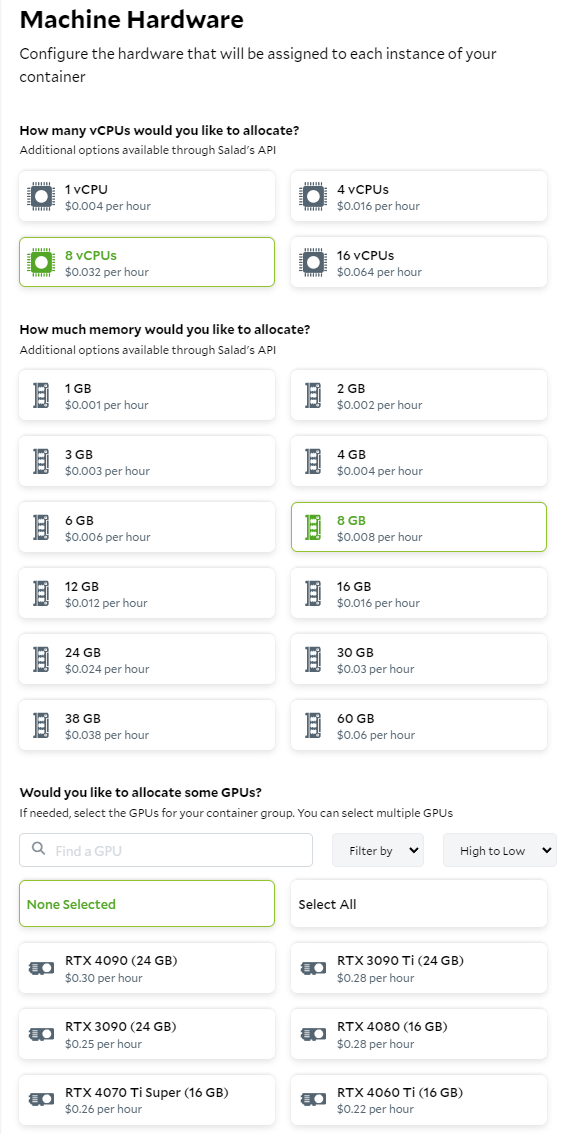 Machine Hardware
Configure the hardware that will be assigned to each instance of your
container
How many vCPUs would you like to allocate?
Additional options available through Salad's API
1 vCPU
$0.004 per hour
4 vCPUs
$0.016 per hour
8 vCPUs
$0.032 per hour
16 vCPUs
$0.064 per hour
How much memory would you like to allocate?
Additional options available through Salad's API
1 GB
$0.001 per hour
2 GB
$0.002 per hour
3 GB
$0.003 per hour
4 GB
$0.004 per hour
6 GB
$0.006 per hour
8 GB
$0.008 per hour
12 GB
$0.012 per hour
16 GB
$0.016 per hour
24 GB
$0.024 per hour
30 GB
$0.03 per hour
38 GB
$0.038 per hour
60 GB
$0.06 per hour
Would you like to allocate some GPUs?
If needed, select the GPUs for your container group. You can select multiple GPUs
Find a GPU
Filter by
High to Low
None Selected
Select All
RTX 4090 (24 GB)
$0.30 per hour
RTX 3090 Ti (24 GB)
$0.28 per hour
RTX 3090 (24 GB)
$0.25 per hour
RTX 4080 (16 GB)
$0.28 per hour
RTX 4070 Ti Super (16 GB)
$0.26 per hour
RTX 4060 Ti (16 GB)
$0.22 per hour